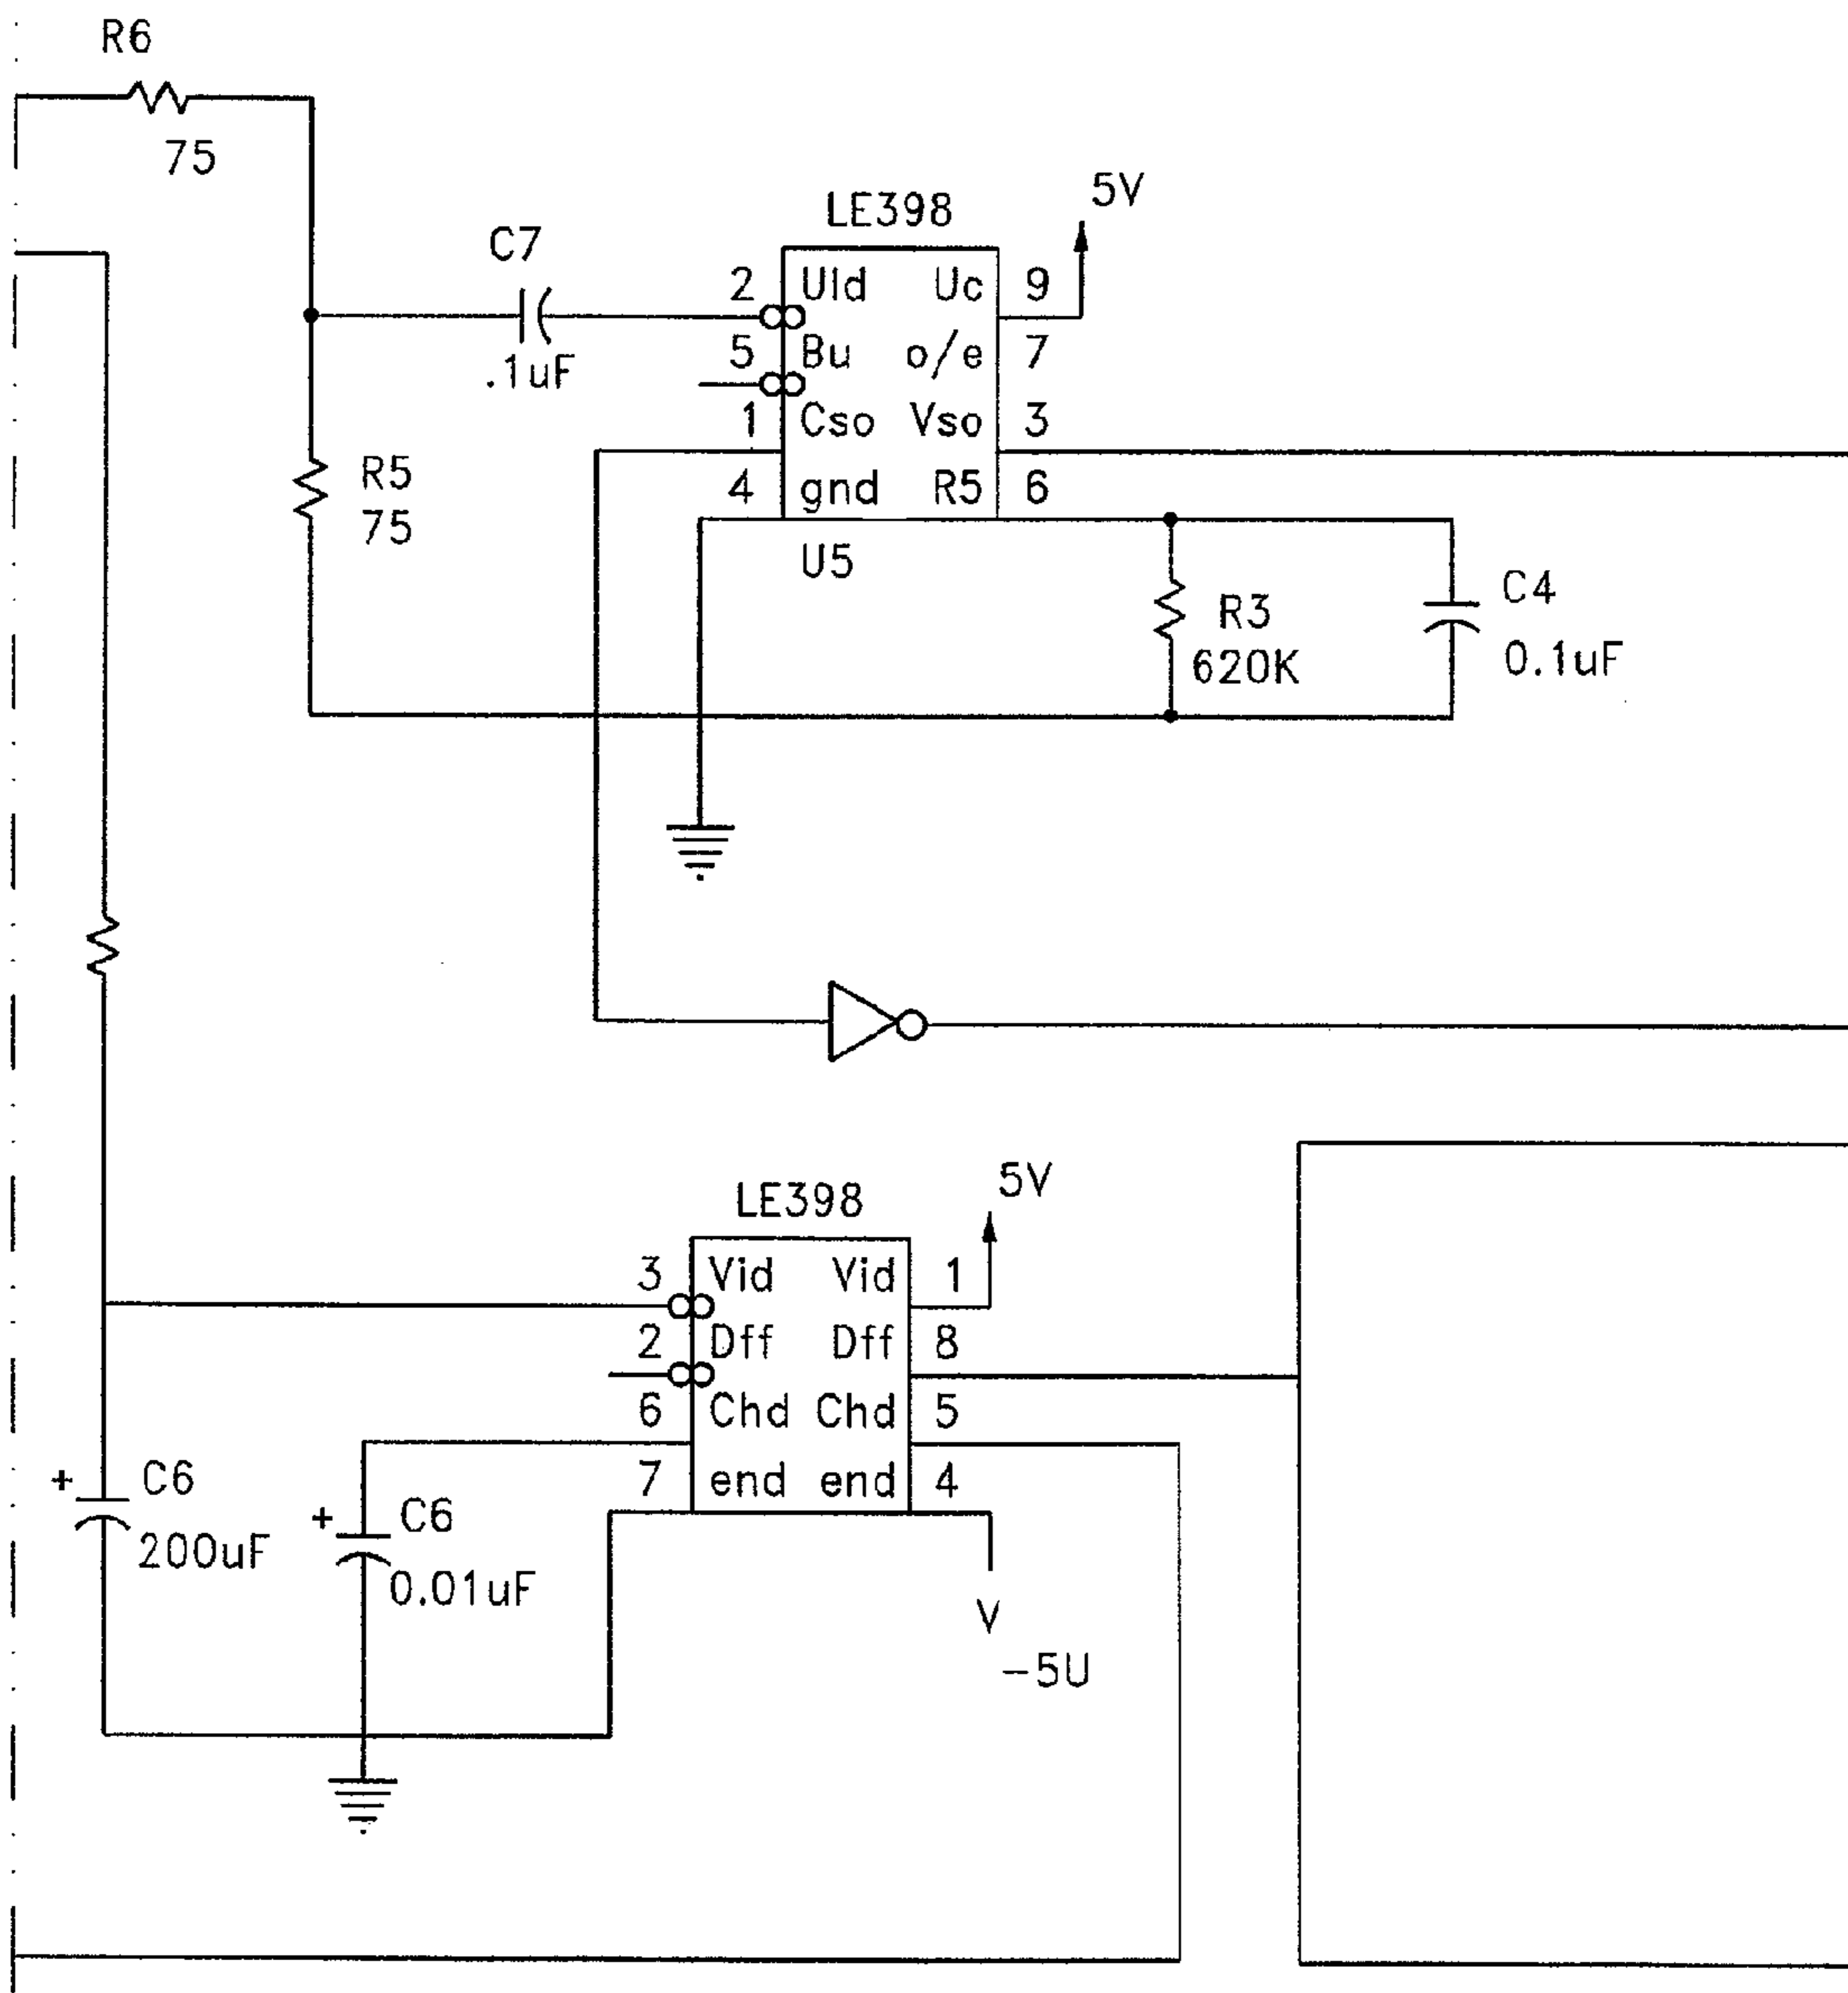 R6
75
5V
LE398
C7
.1uF
2 Uld Uc 9
5 Bu o/e 7
1 Cso Vso 3
4 gnd R5 6
U5
R5
75
R3
620K
C4
0.1uF
5V
LE398
3 Vid Vid 1
2 Dff Dff 8
6 Chd Chd 5
7 end end 4
+ C6
200uF
+ C6
0.01uF
V
-5U